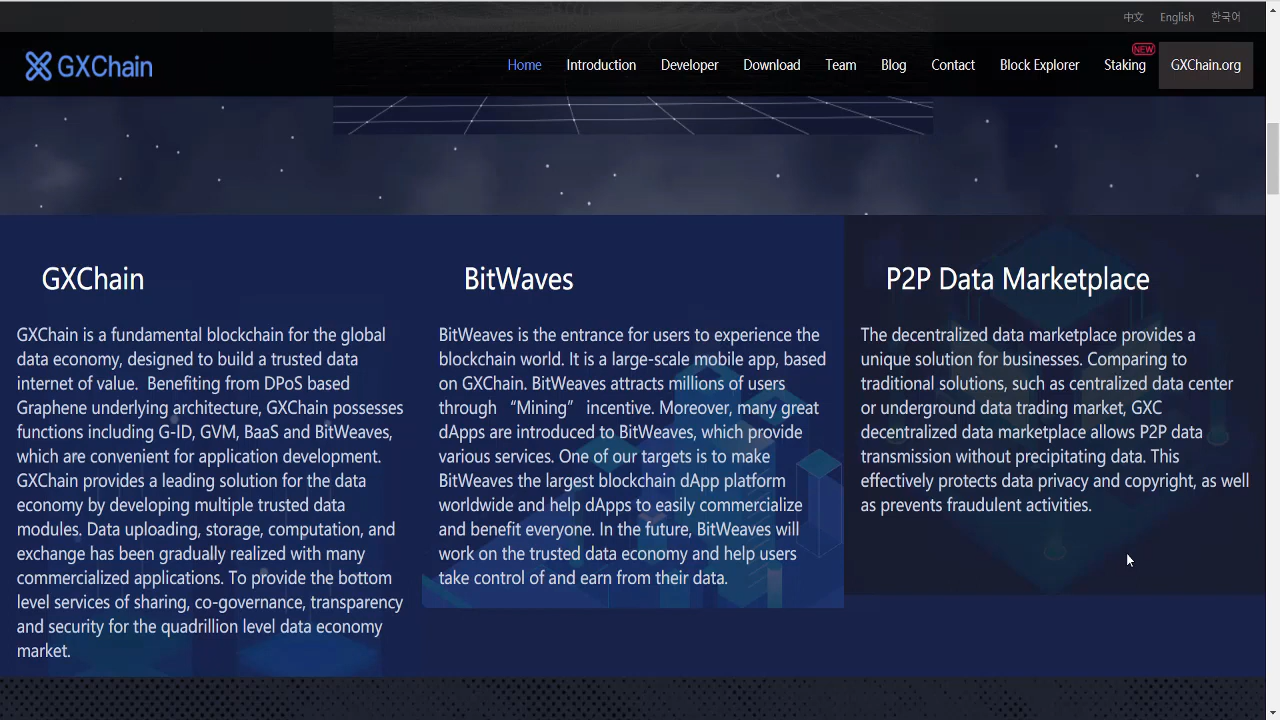 中文 English 한국어
GXChain
Home Introduction Developer Download Team Blog Contact Block Explorer Staking NEW GXChain.org
GXChain
GXChain is a fundamental blockchain for the global
data economy, designed to build a trusted data
internet of value. Benefiting from DPoS based
Graphene underlying architecture, GXChain possesses
functions including G-ID, GVM, BaaS and BitWeaves,
which are convenient for application development.
GXChain provides a leading solution for the data
economy by developing multiple trusted data
modules. Data uploading, storage, computation, and
exchange has been gradually realized with many
commercialized applications. To provide the bottom
level services of sharing, co-governance, transparency
and security for the quadrillion level data economy
market.
BitWaves
BitWeaves is the entrance for users to experience the
blockchain world. It is a large-scale mobile app, based
on GXChain. BitWeaves attracts millions of users
through “Mining” incentive. Moreover, many great
dApps are introduced to BitWeaves, which provide
various services. One of our targets is to make
BitWeaves the largest blockchain dApp platform
worldwide and help dApps to easily commercialize
and benefit everyone. In the future, BitWeaves will
work on the trusted data economy and help users
take control of and earn from their data.
P2P Data Marketplace
The decentralized data marketplace provides a
unique solution for businesses. Comparing to
traditional solutions, such as centralized data center
or underground data trading market, GXC
decentralized data marketplace allows P2P data
transmission without precipitating data. This
effectively protects data privacy and copyright, as well
as prevents fraudulent activities.